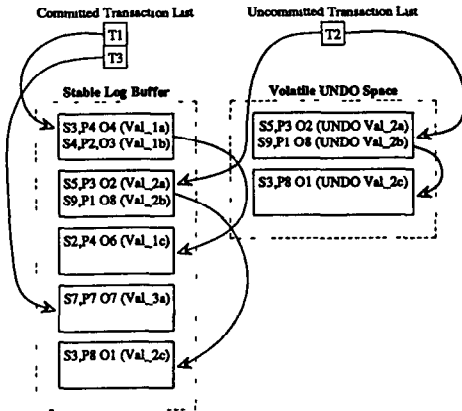 Committed Transaction List
Uncommitted Transaction List
T1
T3
T2
Stable Log Buffer
Volatile UNDO Space
S3,P4 O4 (Val_1a)
S4,P2,O3 (Val_1b)
S5,P3 O2 (Val_2a)
S9,P1 O8 (Val_2b)
S2,P4 O6 (Val_1c)
S7,P7 O7 (Val_3a)
S3,P8 O1 (Val_2c)
S5,P3 O2 (UNDO Val_2a)
S9,P1 O8 (UNDO Val_2b)
S3,P8 O1 (UNDO Val_2c)